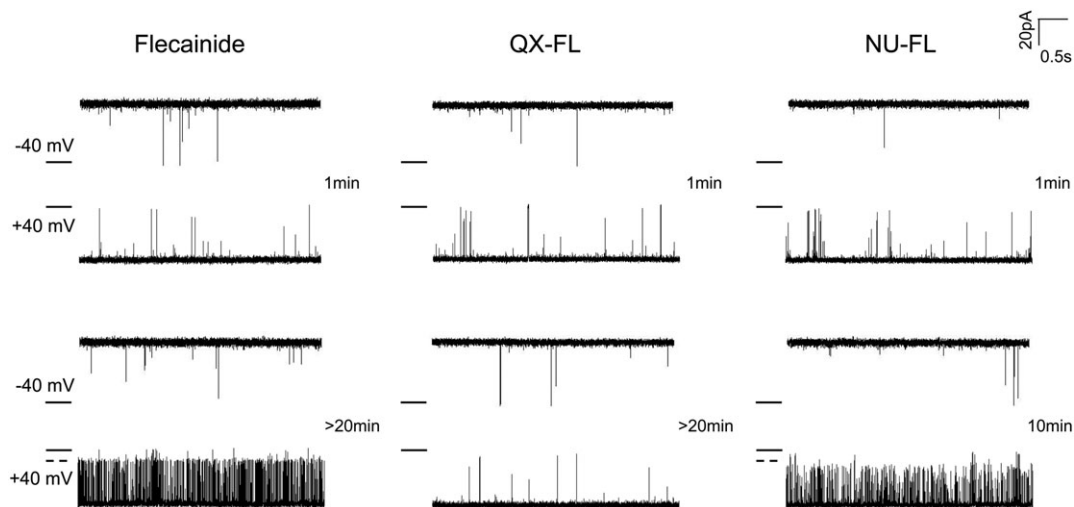 Flecainide QX-FL NU-FL
20pA
0.5s
-40 mV
1min 1min 1min
+40 mV
-40 mV
>20min >20min 10min
+40 mV